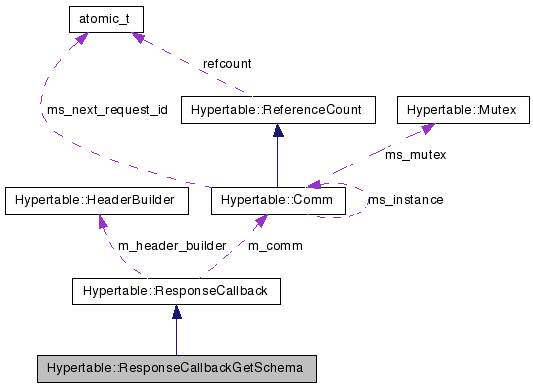 atomic_t
refcount
ms_next_request_id
Hypertable::ReferenceCount
Hypertable::Mutex
ms_mutex
Hypertable::HeaderBuilder
Hypertable::Comm
ms_instance
m_header_builder
m_comm
Hypertable::ResponseCallback
Hypertable::ResponseCallbackGetSchema